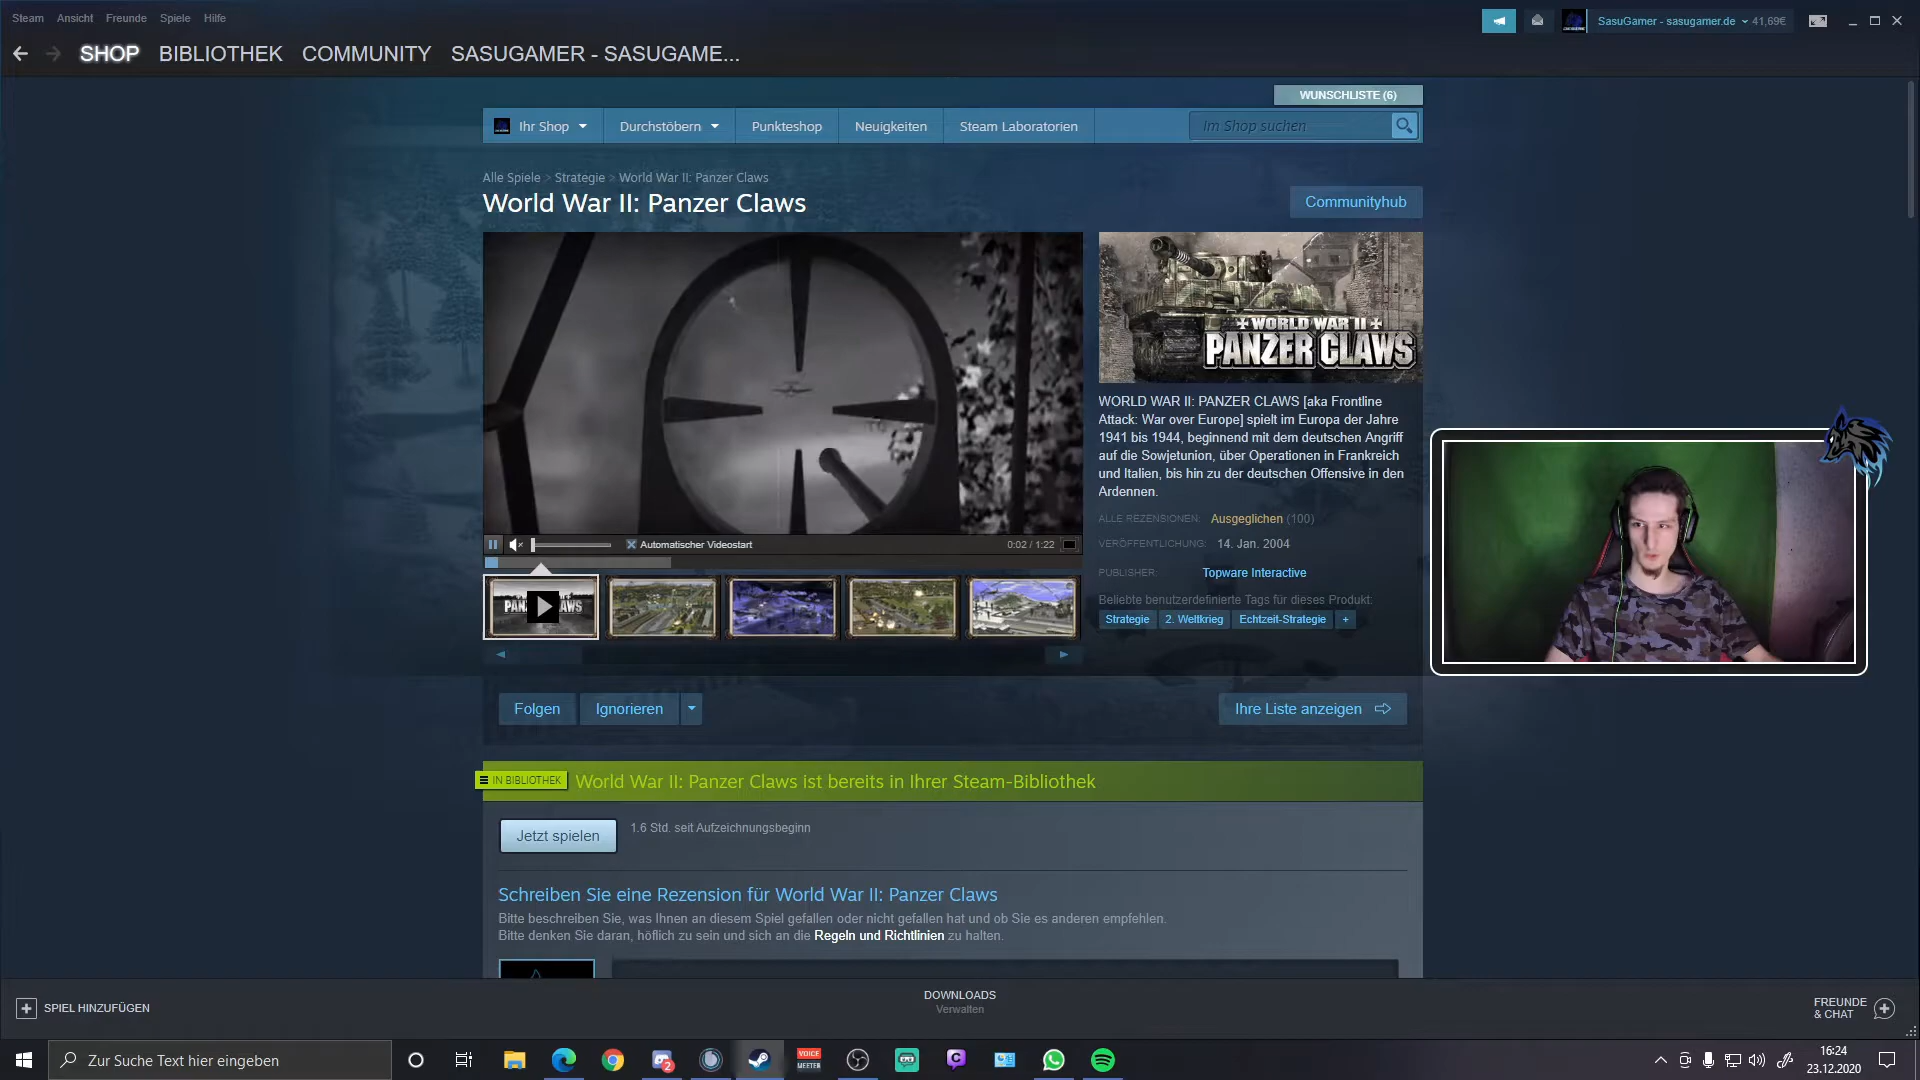 Steam Ansicht Freunde Spiele Hilfe
SasuGamer - sasugamer.de 41,69€
SHOP BIBLIOTHEK COMMUNITY SASUGAMER - SASUGAME...
WUNSCHLISTE (6)
Ihr Shop Durchstöbern Punkteshop Neuigkeiten Steam Laboratorien Im Shop suchen
Alle Spiele > Strategie > World War II: Panzer Claws
World War II: Panzer Claws
Communityhub
WORLD WAR II
PANZER CLAWS
WORLD WAR II: PANZER CLAWS [aka Frontline
Attack: War over Europe] spielt im Europa der Jahre
1941 bis 1944, beginnend mit dem deutschen Angriff
auf die Sowjetunion, über Operationen in Frankreich
und Italien, bis hin zu der deutschen Offensive in den
Ardennen.
ALLE REZENSIONEN: Ausgeglichen (100)
VERÖFFENTLICHUNG: 14. Jan. 2004
PUBLISHER: Topware Interactive
Beliebte benutzerdefinierte Tags für dieses Produkt:
Strategie 2. Weltkrieg Echtzeit-Strategie +
Automatischer Videostart 0:02 / 1:22
Folgen Ignorieren Ihre Liste anzeigen
IN BIBLIOTHEK World War II: Panzer Claws ist bereits in Ihrer Steam-Bibliothek
Jetzt spielen 1.6 Std. seit Aufzeichnungsbeginn
Schreiben Sie eine Rezension für World War II: Panzer Claws
Bitte beschreiben Sie, was Ihnen an diesem Spiel gefallen oder nicht gefallen hat und ob Sie es anderen empfehlen.
Bitte denken Sie daran, höflich zu sein und sich an die Regeln und Richtlinien zu halten.
SPIEL HINZUFÜGEN
DOWNLOADS
Verwalten
FREUNDE
& CHAT
Zur Suche Text hier eingeben
2
VOICE
MEETER
16:24
23.12.2020